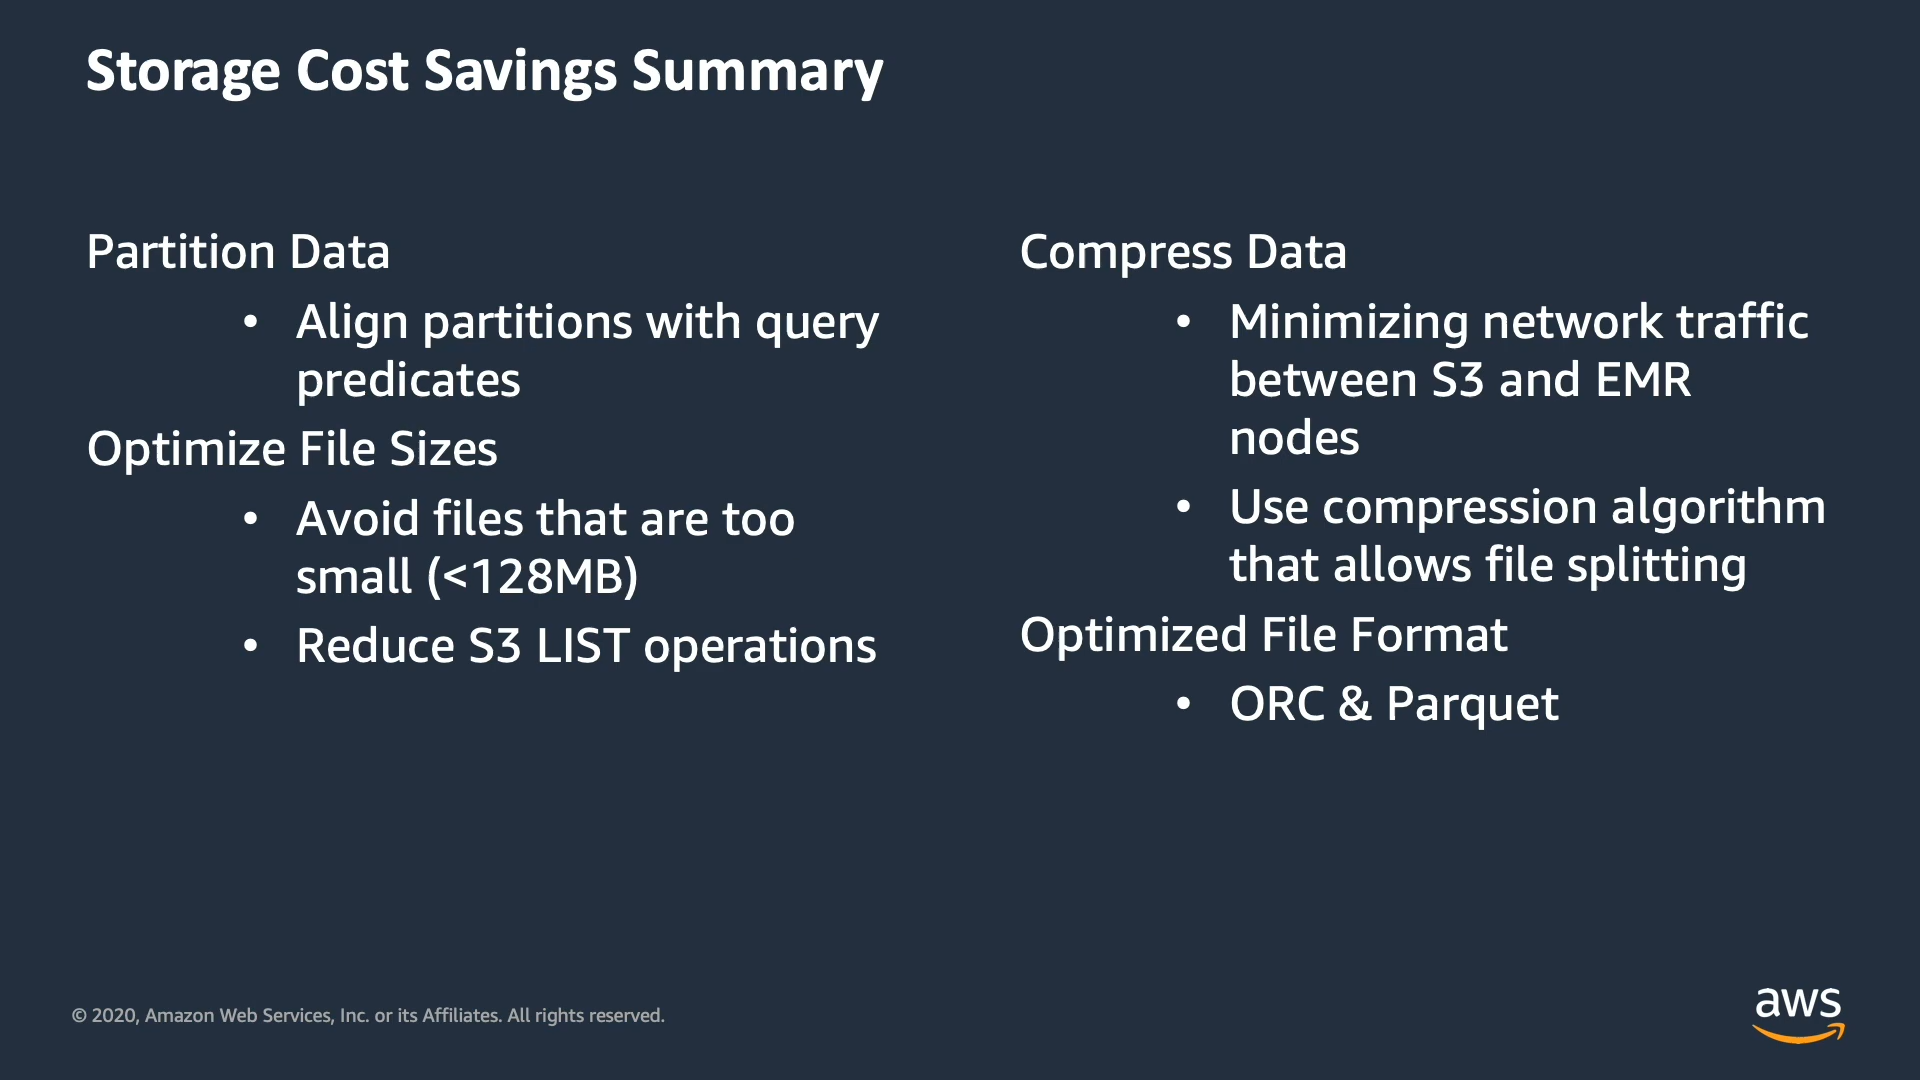 Storage Cost Savings Summary
Partition Data
• Align partitions with query
predicates
Optimize File Sizes
• Avoid files that are too
small (<128MB)
• Reduce S3 LIST operations
Compress Data
• Minimizing network traffic
between S3 and EMR
nodes
• Use compression algorithm
that allows file splitting
Optimized File Format
• ORC & Parquet
© 2020, Amazon Web Services, Inc. or its Affiliates. All rights reserved.
aws